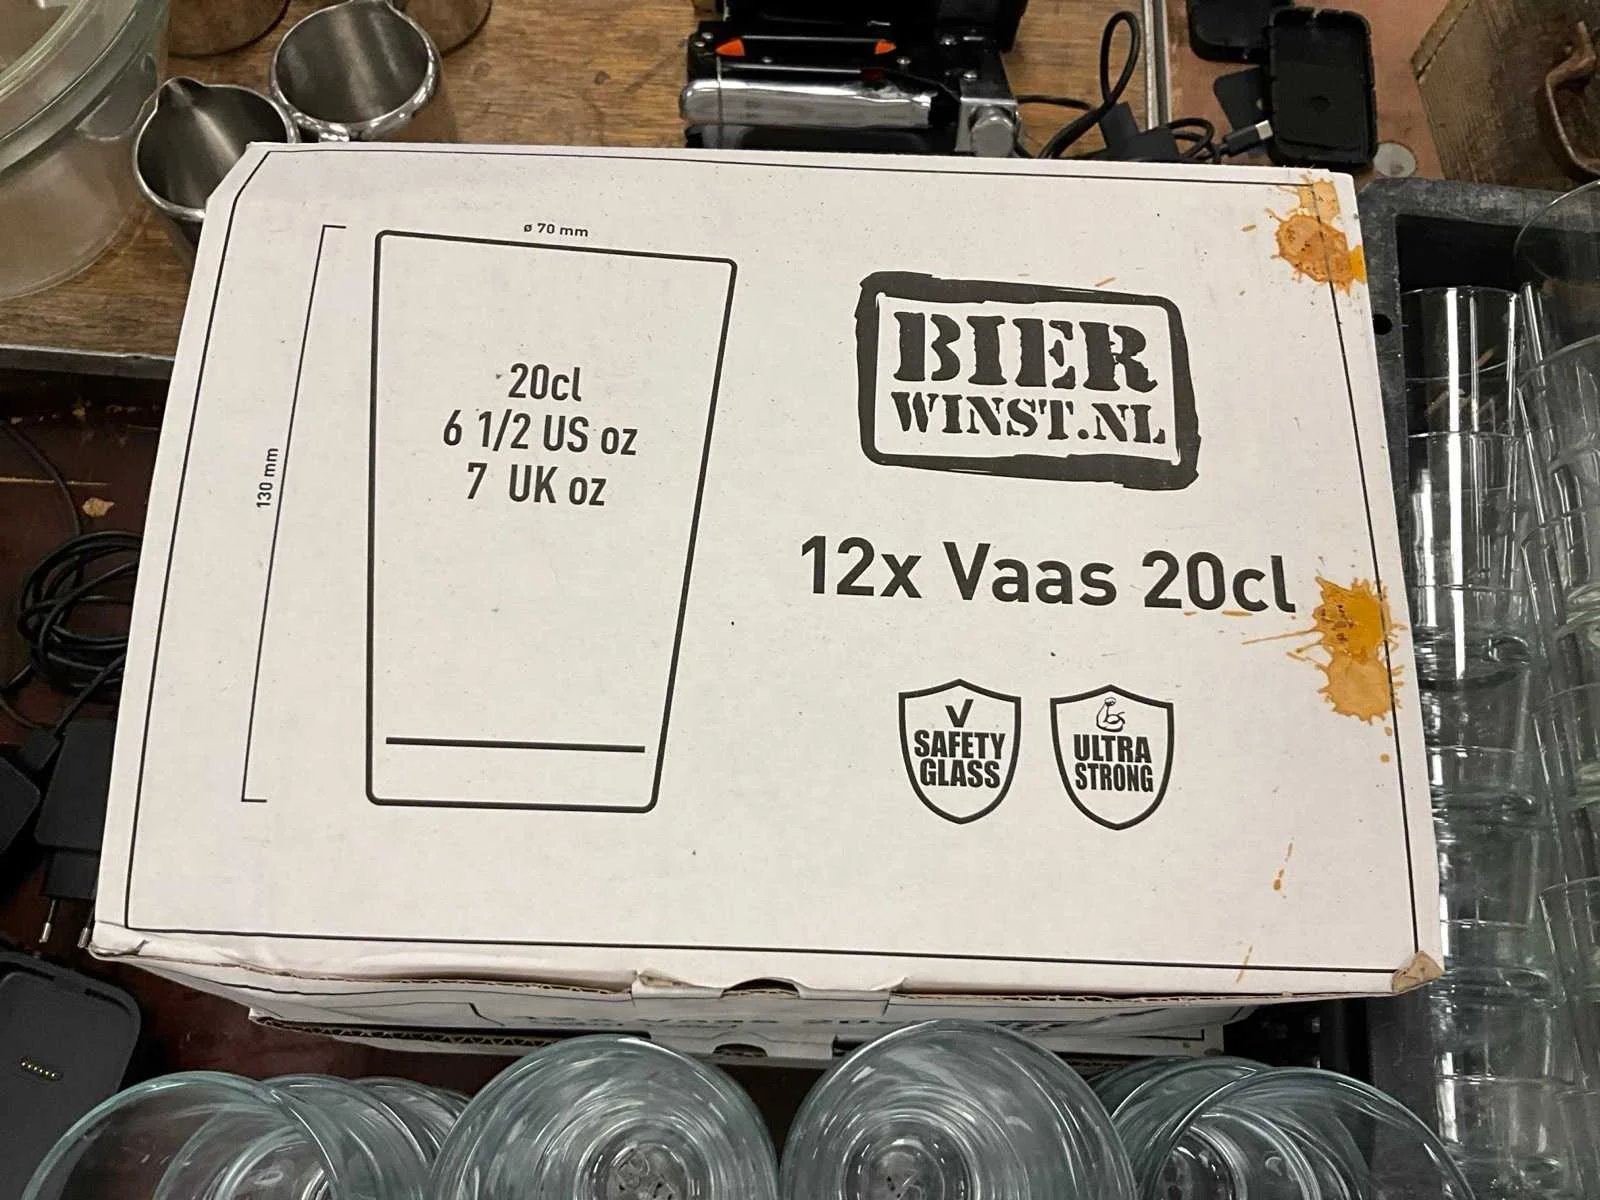 ø 70 mm
130 mm
20cl
6 1/2 US oz
7 UK oz
BIER
WINST.NL
12x Vaas 20cl
SAFETY
GLASS
ULTRA
STRONG